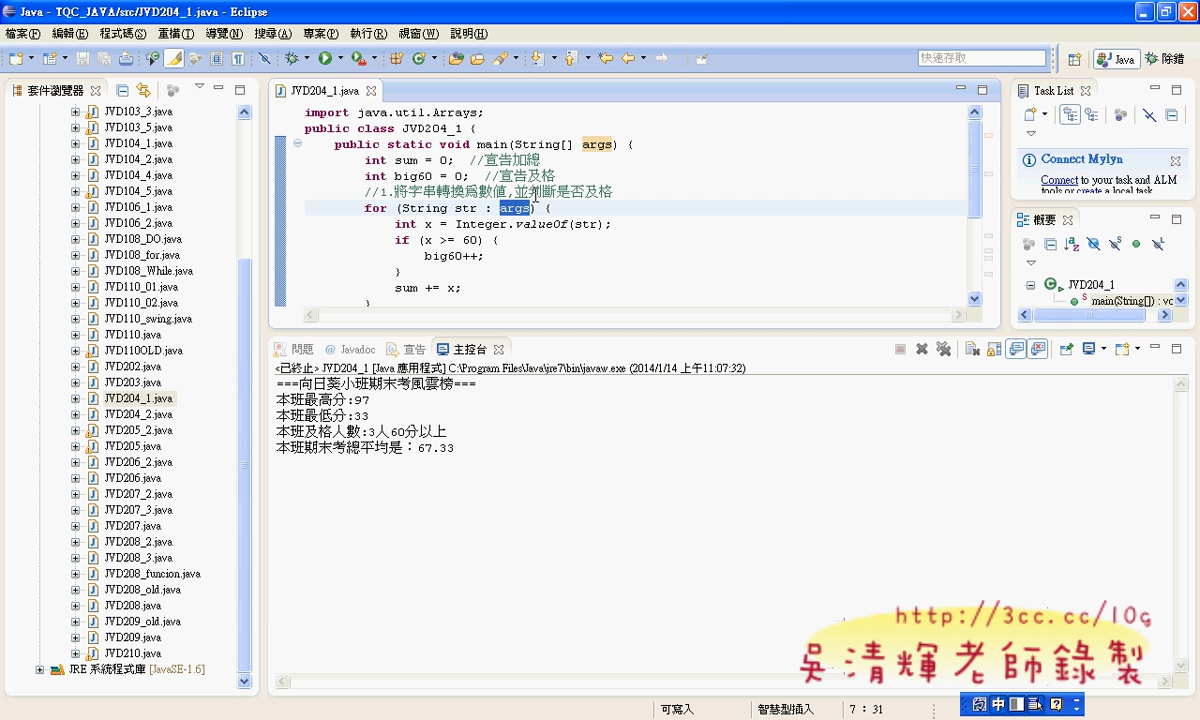 Java - TQC_JAVA/src/JVD204_1.java - Eclipse
檔案(F) 編輯(E) 程式碼(S) 重構(T) 導覽(N) 搜尋(A) 專案(P) 執行(R) 視窗(W) 說明(H)
快速存取
Java
除錯
套件瀏覽器
JVD103_3.java
JVD103_5.java
JVD104_1.java
JVD104_2.java
JVD104_4.java
JVD104_5.java
JVD106_1.java
JVD106_2.java
JVD108_DO.java
JVD108_for.java
JVD108_While.java
JVD110_01.java
JVD110_02.java
JVD110_swing.java
JVD110.java
JVD110OLD.java
JVD202.java
JVD203.java
JVD204_1.java
JVD204_2.java
JVD205_2.java
JVD205.java
JVD206_2.java
JVD206.java
JVD207_2.java
JVD207_3.java
JVD207.java
JVD208_2.java
JVD208_3.java
JVD208_funcion.java
JVD208_old.java
JVD208.java
JVD209_old.java
JVD209.java
JVD210.java
JRE 系統程式庫 [JavaSE-1.6]
JVD204_1.java
import java.util.Arrays;
public class JVD204_1 {
public static void main(String[] args) {
int sum = 0; //宣告加總
int big60 = 0; //宣告及格
//1.將字串轉換為數值,並判斷是否及格
for (String str : args) {
int x = Integer.valueOf(str);
if (x >= 60) {
big60++;
}
sum += x;
}
Task List
Connect Mylyn
Connect to your task and ALM
tools or create a local task.
概要
JVD204_1
main(String[]) : vo
問題 @ Javadoc 宣告 主控台
<已終止> JVD204_1 [Java 應用程式] C:\Program Files\Java\jre7\bin\javaw.exe (2014/1/14 上午11:07:32)
===向日葵小班期末考風雲榜===
本班最高分:97
本班最低分:33
本班及格人數:3人60分以上
本班期末考總平均是：67.33
http://3cc.cc/10g
吳清輝老師錄製
可寫入
智慧型插入
7 : 31
中